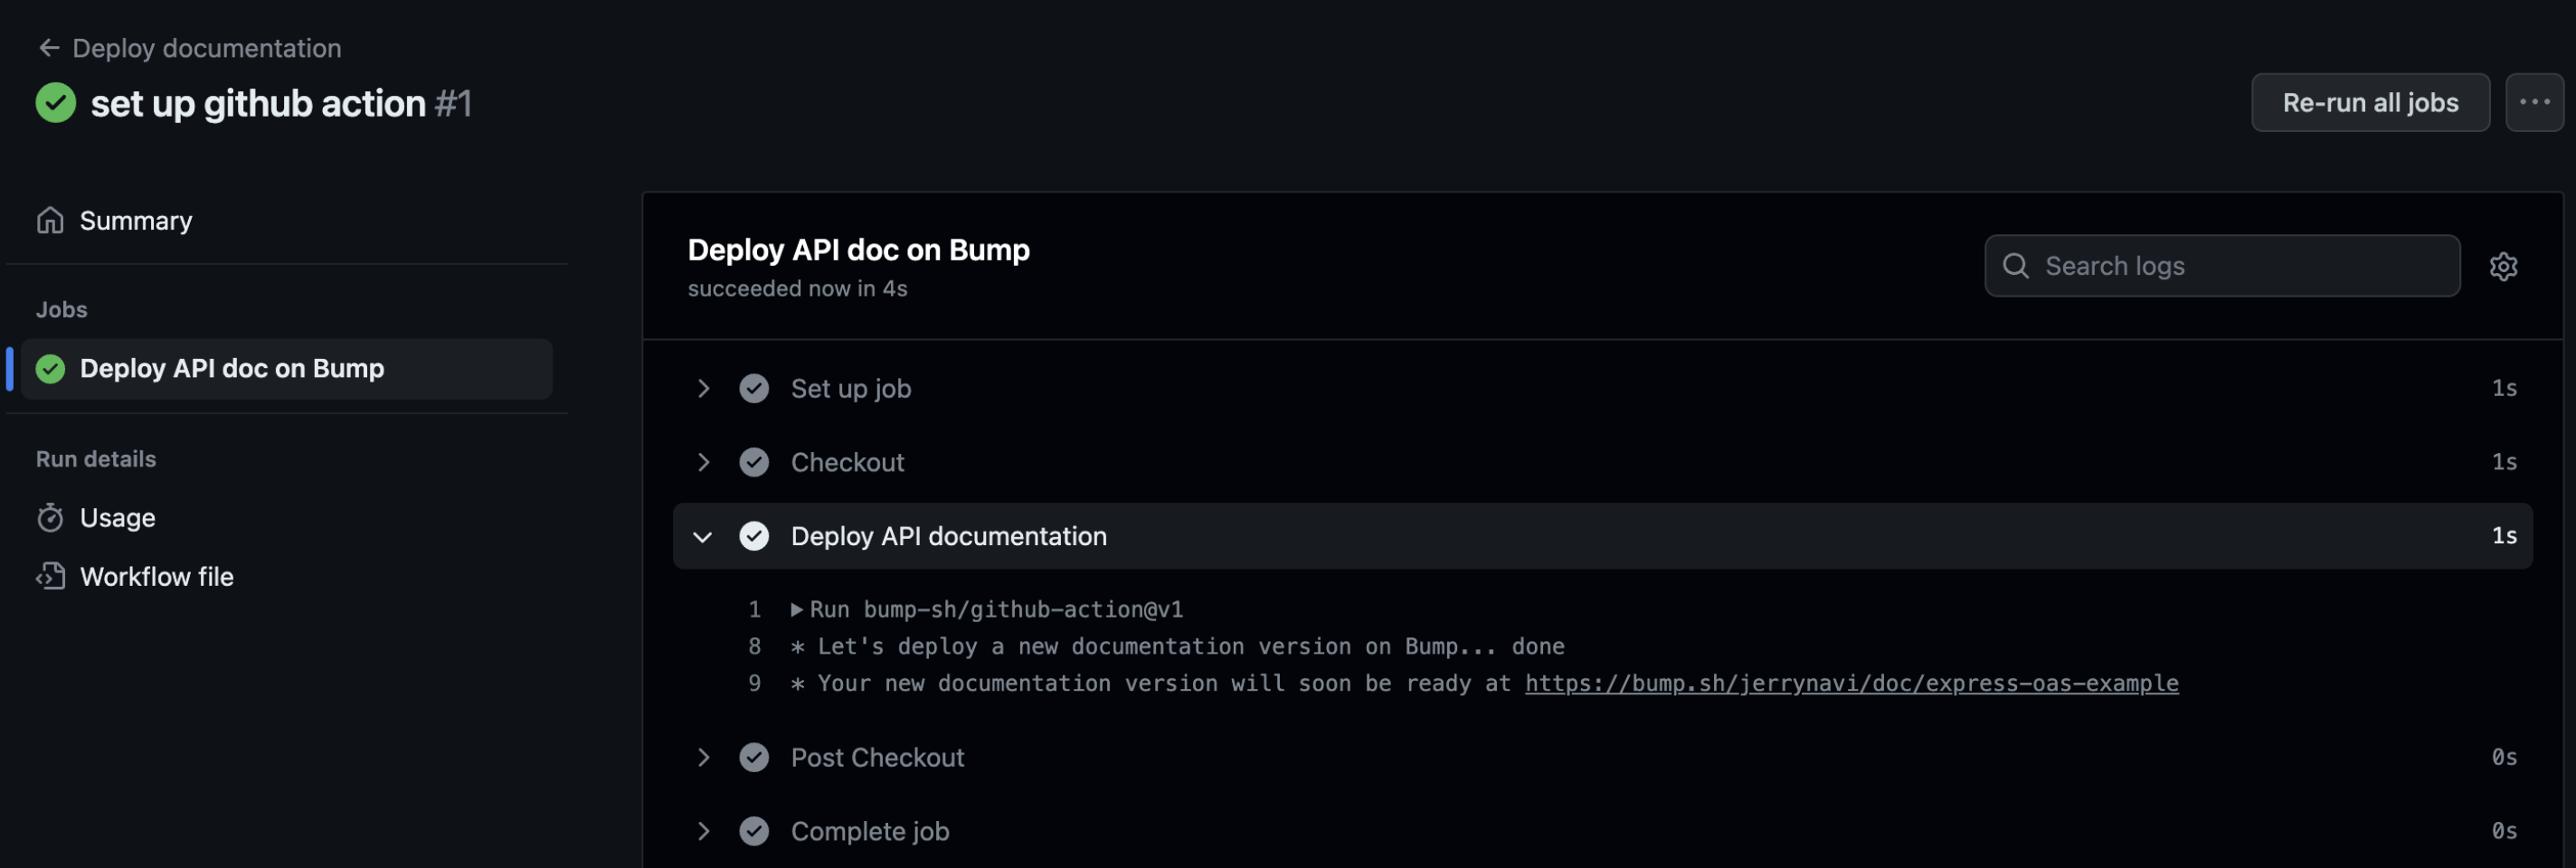 Deploy documentation
set up github action #1
Re-run all jobs
Summary
Jobs
Deploy API doc on Bump
Run details
Usage
Workflow file
Deploy API doc on Bump
succeeded now in 4s
Search logs
Set up job 1s
Checkout 1s
Deploy API documentation 1s
1 Run bump-sh/github-action@v1
8 * Let's deploy a new documentation version on Bump... done
9 * Your new documentation version will soon be ready at https://bump.sh/jerrynavi/doc/express-oas-example
Post Checkout 0s
Complete job 0s